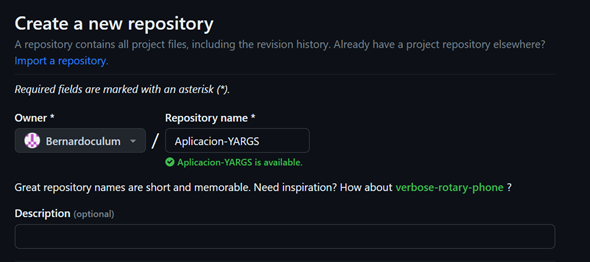 Create a new repository
A repository contains all project files, including the revision history. Already have a project repository elsewhere?
Import a repository.
Required fields are marked with an asterisk (*).
Owner * Repository name *
Bernardoculum / Aplicacion-YARGS
Aplicacion-YARGS is available.
Great repository names are short and memorable. Need inspiration? How about verbose-rotary-phone ?
Description (optional)